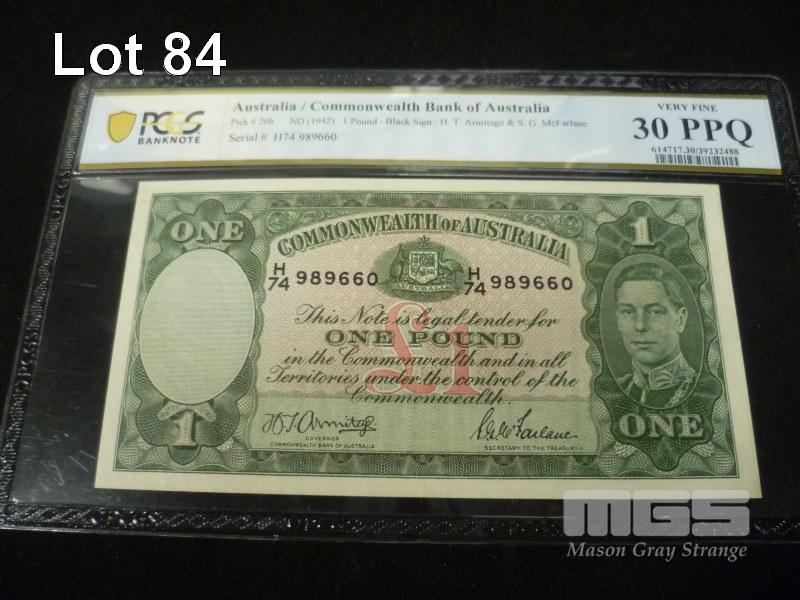 Lot 84
PCGS
BANKNOTE
Australia / Commonwealth Bank of Australia
Pick # 26b ND (1942) 1 Pound - Black Sign.: H. T. Armitage & S. G. McFarlane
Serial # H74 989660
VERY FINE
30 PPQ
614717.30/39232488
ONE
COMMONWEALTH OF AUSTRALIA
1
H/74 989660
H/74 989660
AUSTRALIA
£1
This Note is legal tender for
ONE POUND
in the Commonwealth and in all
Territories under the control of the
Commonwealth.
H.T. Armitage
GOVERNOR
COMMONWEALTH BANK OF AUSTRALIA
S.G. McFarlane
SECRETARY TO THE TREASURY
1
ONE
MGS
Mason Gray Strange